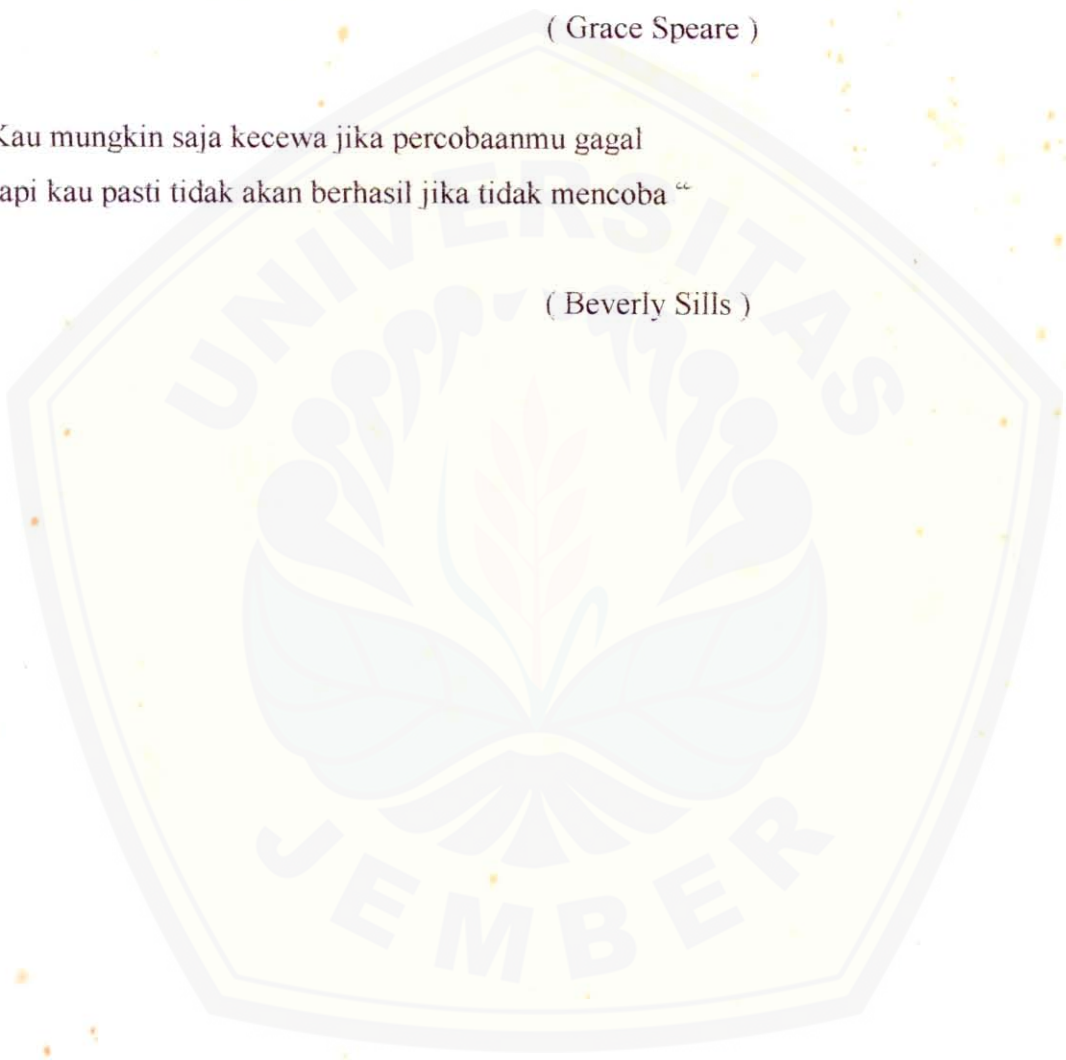 ( Grace Speare )
Kau mungkin saja kecewa jika percobaanmu gagal
api kau pasti tidak akan berhasil jika tidak mencoba “
( Beverly Sills )
UNIVERSITAS
JEMBER